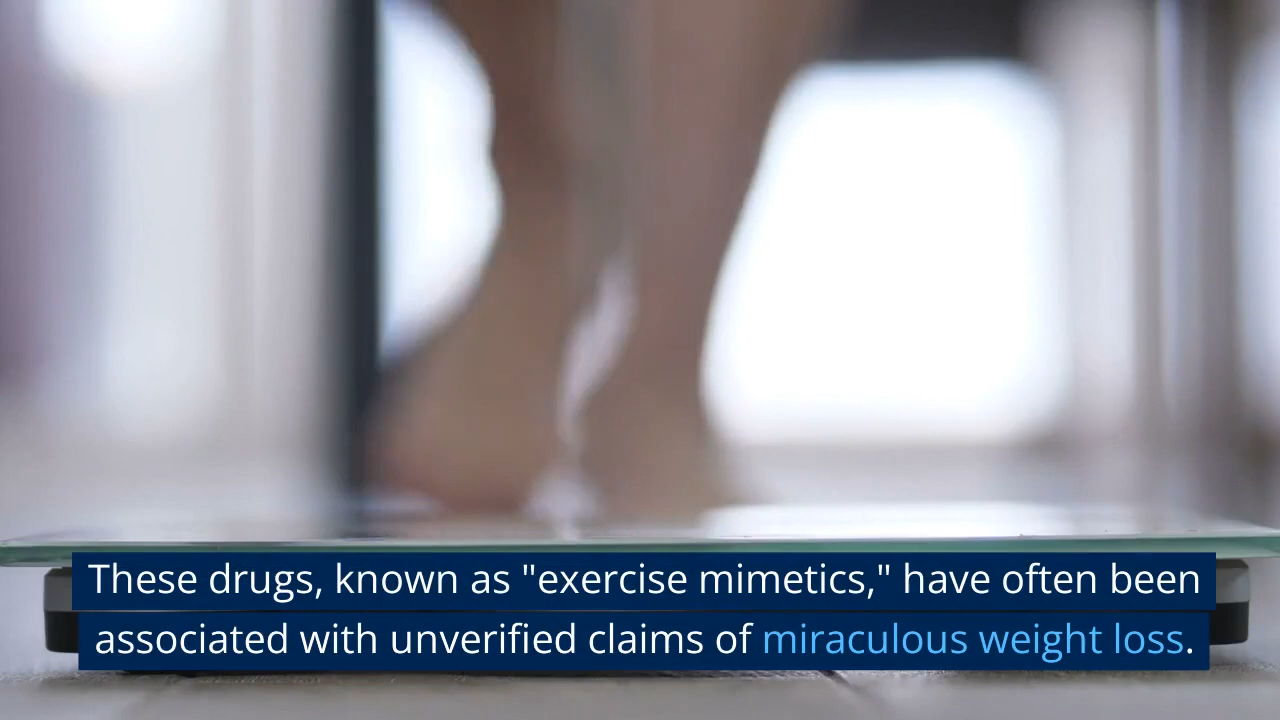 These drugs, known as "exercise mimetics," have often been
associated with unverified claims of miraculous weight loss.